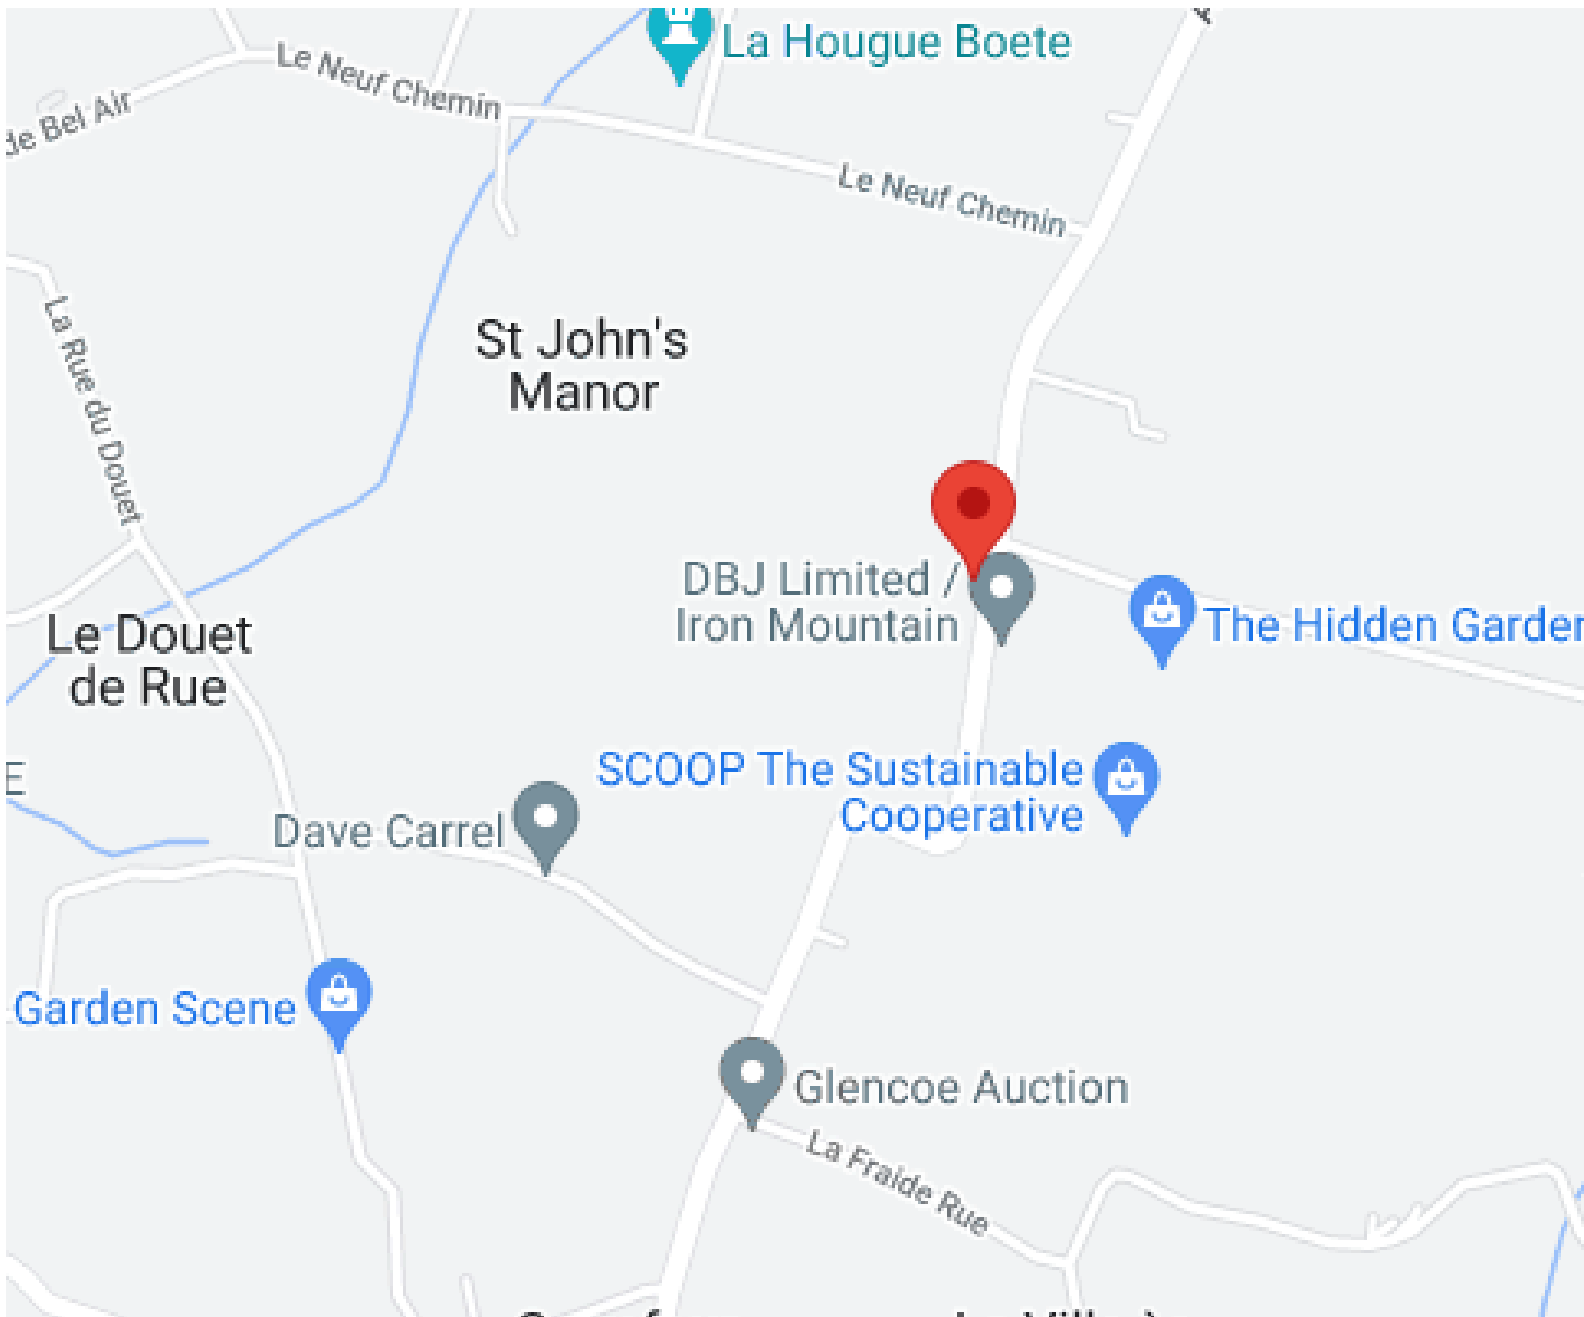 La Hougue Boete
Le Neuf Chemin
de Bel Air
Le Neuf Chemin
La Rue du Douet
St John's
Manor
DBJ Limited /
Iron Mountain
The Hidden Garden
Le Douet
de Rue
SCOOP The Sustainable
Cooperative
E
Dave Carrel
Garden Scene
Glencoe Auction
La Fraide Rue